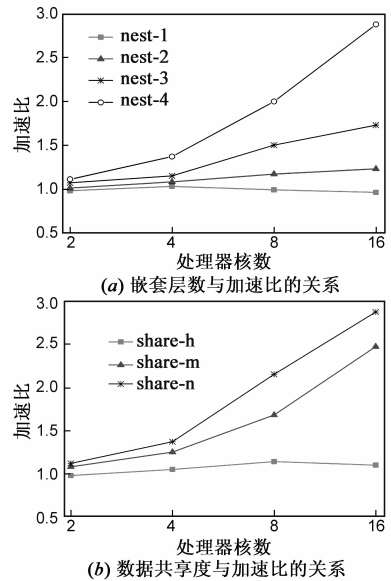 3.0
2.5
2.0
1.5
1.0
0.5
加速比
nest-1
nest-2
nest-3
nest-4
2
4
8
16
处理器核数
(a) 嵌套层数与加速比的关系
3.0
2.5
2.0
1.5
1.0
0.5
加速比
share-h
share-m
share-n
2
4
8
16
处理器核数
(b) 数据共享度与加速比的关系